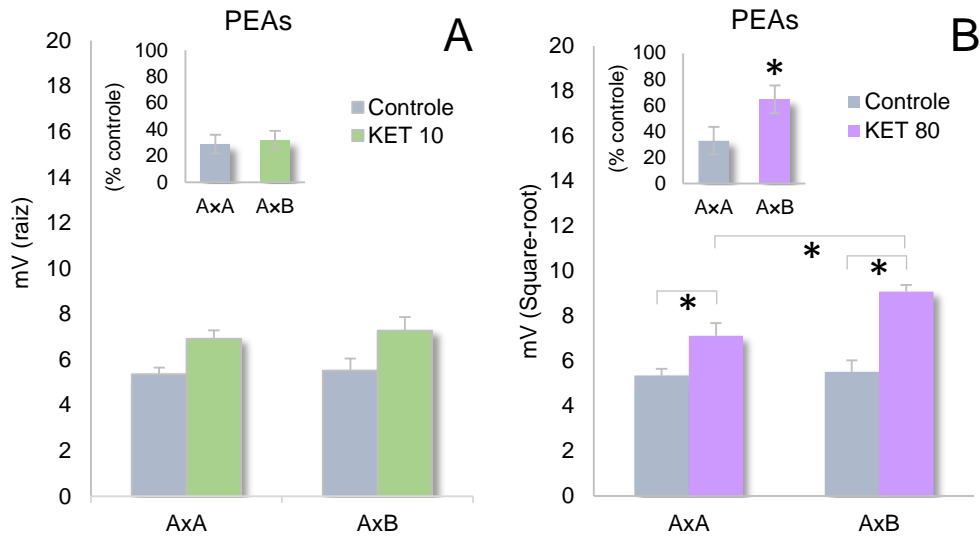 PEAs
A
mV (raiz)
20
18
16
14
12
10
8
6
4
2
0
AxA
AxB
(% controle)
100
80
60
40
20
0
A×A
A×B
Controle
KET 10
PEAs
B
mV (Square-root)
20
18
16
14
12
10
8
6
4
2
0
AxA
AxB
(% controle)
100
80
60
40
20
0
A×A
A×B
*
Controle
KET 80
*
*
*